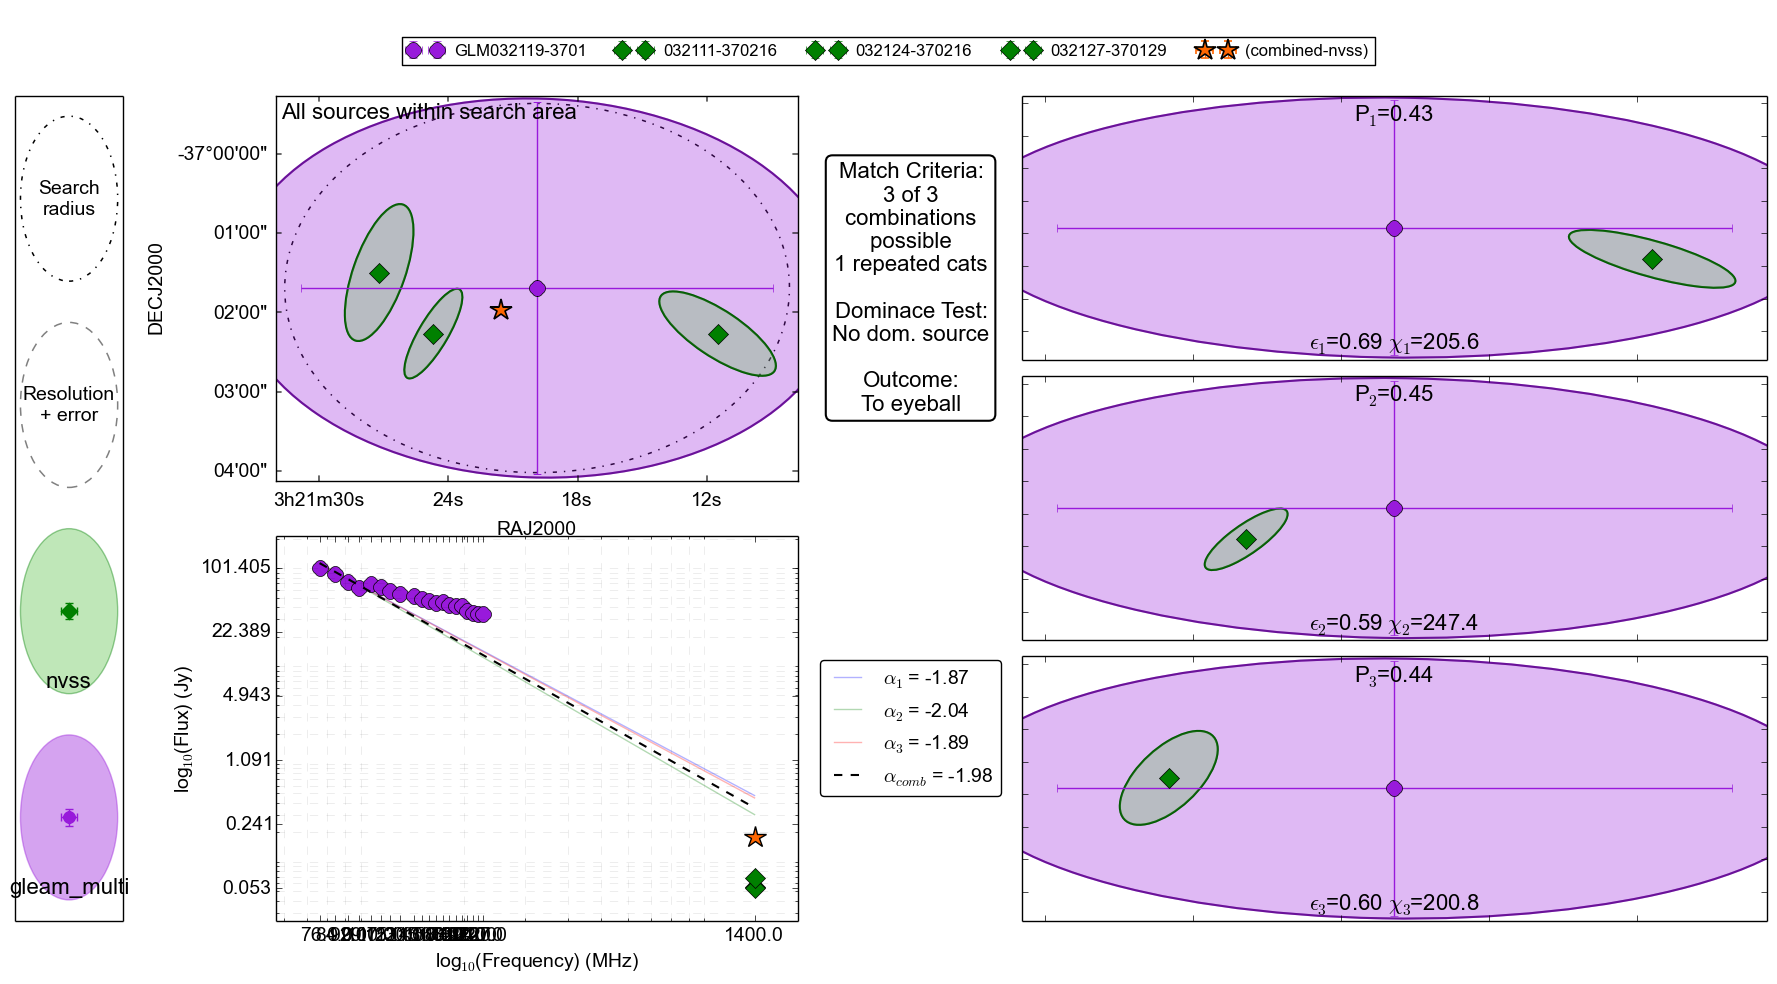 GLM032119-3701 032111-370216 032124-370216 032127-370129 (combined-nvss)
Search
radius
Resolution
+ error
nvss
gleam_multi
All sources within search area
DECJ2000
-37°00'00"
01'00"
02'00"
03'00"
04'00"
3h21m30s 24s 18s 12s
RAJ2000
Match Criteria:
3 of 3
combinations
possible
1 repeated cats
Dominace Test:
No dom. source
Outcome:
To eyeball
P₁=0.43
ϵ₁=0.69 χ₁=205.6
P₂=0.45
ϵ₂=0.59 χ₂=247.4
P₃=0.44
ϵ₃=0.60 χ₃=200.8
log₁₀(Flux) (Jy)
101.405
22.389
4.943
1.091
0.241
0.053
1400.0
log₁₀(Frequency) (MHz)
α₁ = -1.87
α₂ = -2.04
α₃ = -1.89
α_comb = -1.98